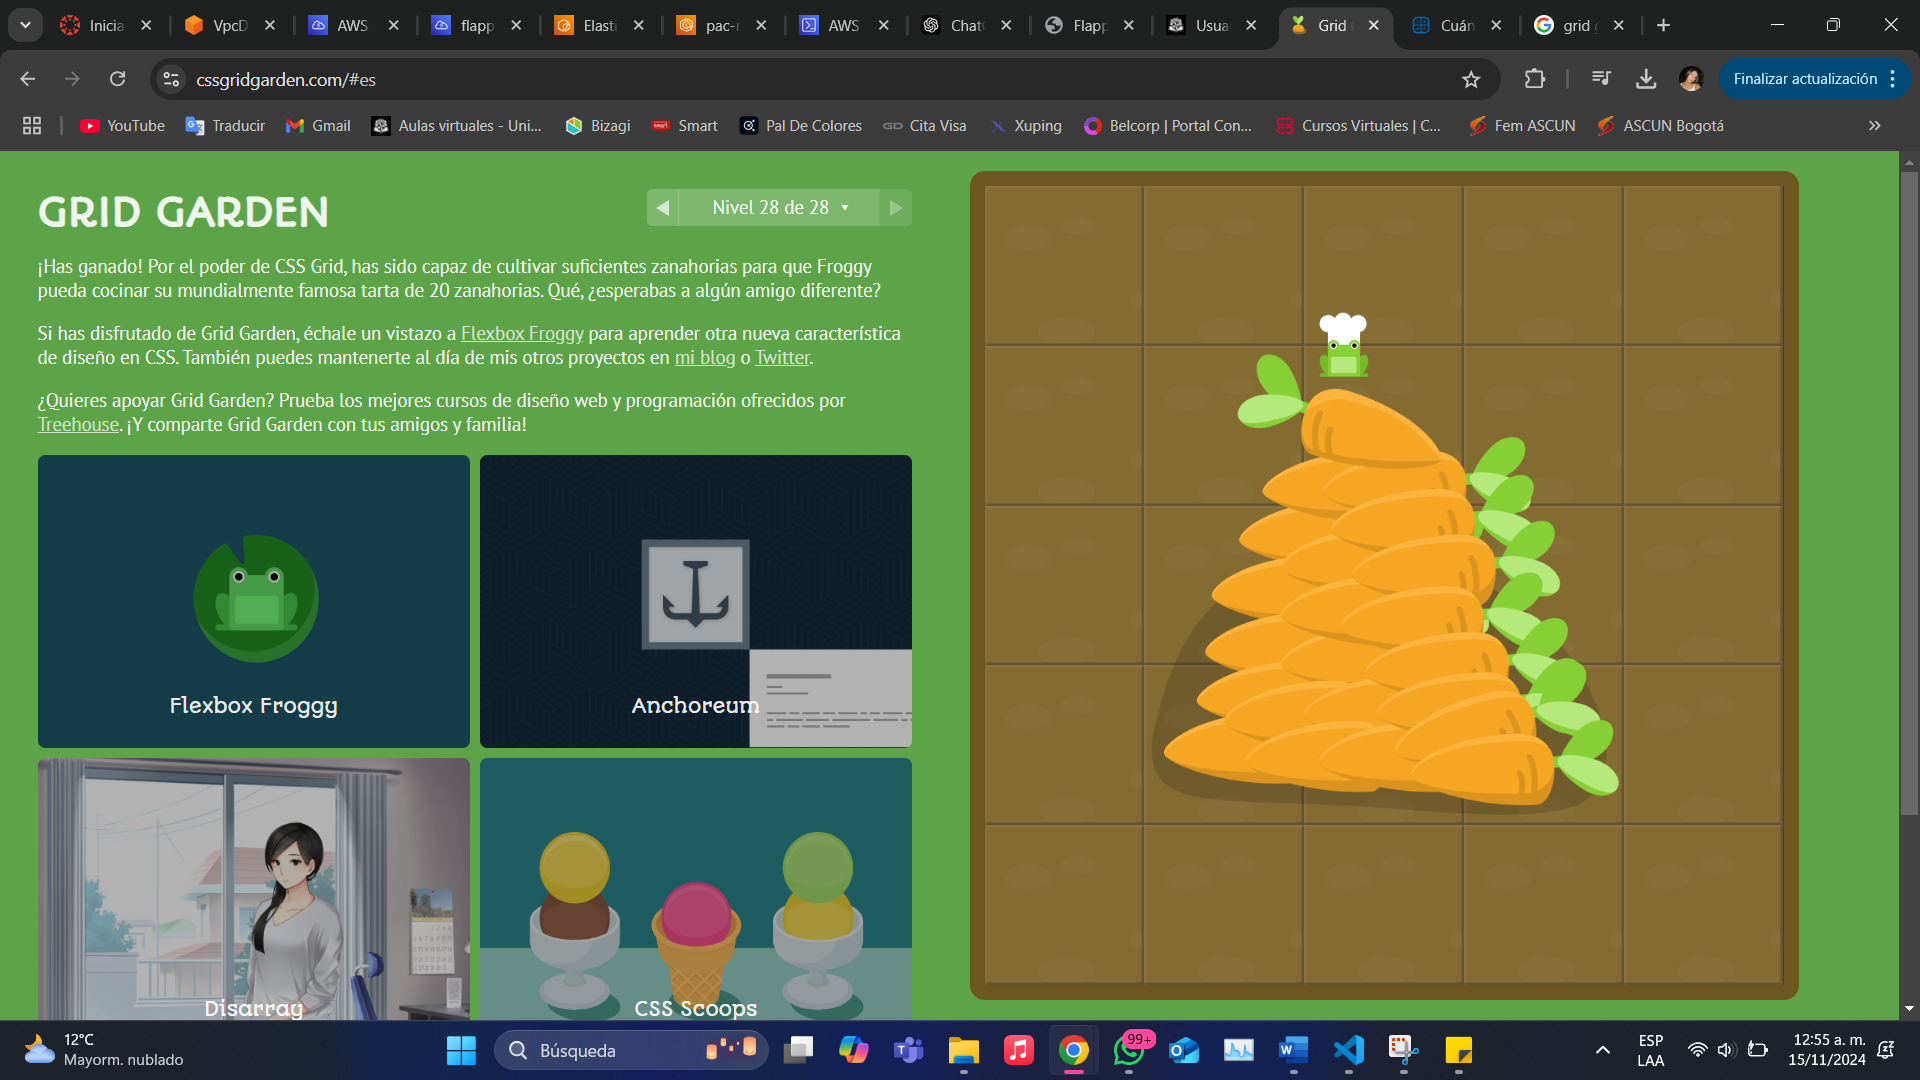 Inicia
VpcD
AWS
flapp
Elasti
pac-r
AWS
Chat
Flapp
Usua
Grid
Cuán
grid
cssgridgarden.com/#es
Finalizar actualización
YouTube
Traducir
Gmail
Aulas virtuales - Uni...
Bizagi
Smart
Pal De Colores
Cita Visa
Xuping
Belcorp | Portal Con...
Cursos Virtuales | C...
Fem ASCUN
ASCUN Bogotá
GRID GARDEN
Nivel 28 de 28
¡Has ganado! Por el poder de CSS Grid, has sido capaz de cultivar suficientes zanahorias para que Froggy
pueda cocinar su mundialmente famosa tarta de 20 zanahorias. Qué, ¿esperabas a algún amigo diferente?
Si has disfrutado de Grid Garden, échale un vistazo a Flexbox Froggy para aprender otra nueva característica
de diseño en CSS. También puedes mantenerte al día de mis otros proyectos en mi blog o Twitter.
¿Quieres apoyar Grid Garden? Prueba los mejores cursos de diseño web y programación ofrecidos por
Treehouse. ¡Y comparte Grid Garden con tus amigos y familia!
Flexbox Froggy
Anchoreum
Disarray
CSS Scoops
12°C
Mayorm. nublado
Búsqueda
99+
ESP
LAA
12:55 a. m.
15/11/2024